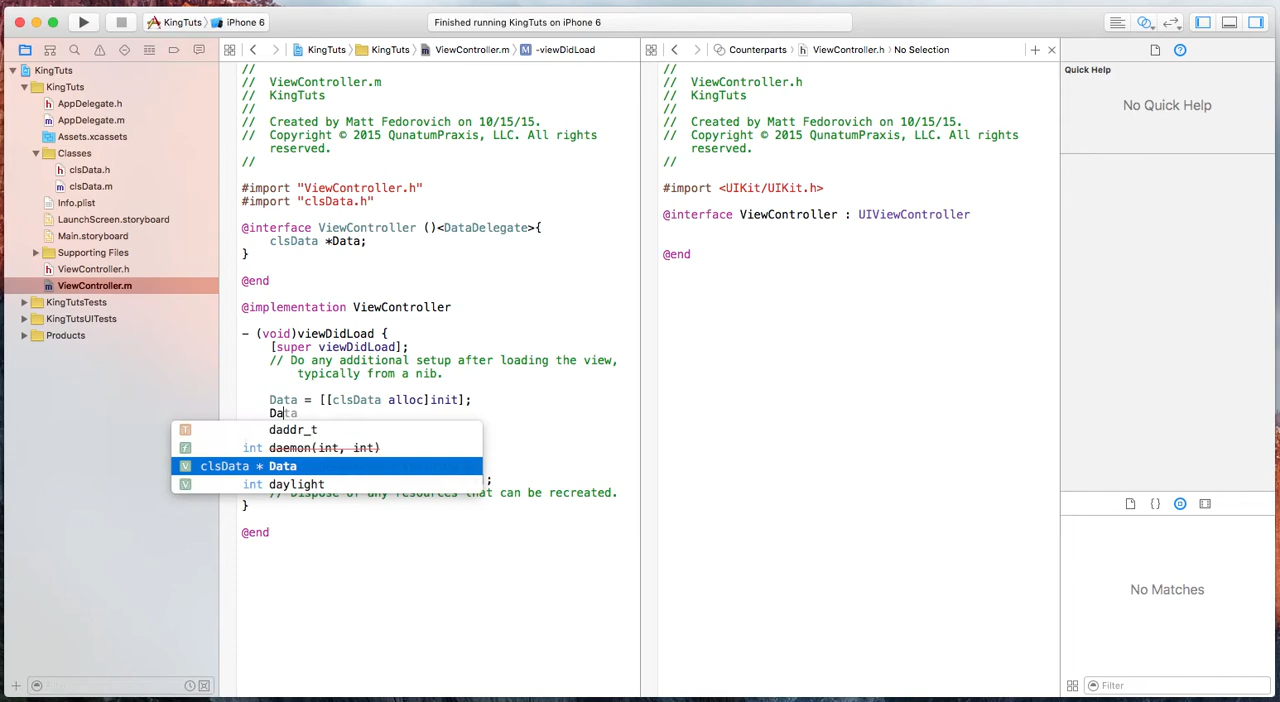 KingTuts iPhone 6
Finished running KingTuts on iPhone 6
KingTuts KingTuts ViewController.m M -viewDidLoad
Counterparts ViewController.h No Selection
KingTuts
KingTuts
AppDelegate.h
AppDelegate.m
Assets.xcassets
Classes
clsData.h
clsData.m
Info.plist
LaunchScreen.storyboard
Main.storyboard
Supporting Files
ViewController.h
ViewController.m
KingTutsTests
KingTutsUITests
Products
Filter
//
// ViewController.m
// KingTuts
//
// Created by Matt Fedorovich on 10/15/15.
// Copyright © 2015 QunatumPraxis, LLC. All rights
reserved.
//
#import "ViewController.h"
#import "clsData.h"
@interface ViewController ()<DataDelegate>{
clsData *Data;
}
@end
@implementation ViewController
- (void)viewDidLoad {
[super viewDidLoad];
// Do any additional setup after loading the view,
typically from a nib.
Data = [[clsData alloc]init];
Data
T daddr_t
f int daemon(int, int)
V clsData * Data
V int daylight
;
// Dispose of any resources that can be recreated.
}
@end
//
// ViewController.h
// KingTuts
//
// Created by Matt Fedorovich on 10/15/15.
// Copyright © 2015 QunatumPraxis, LLC. All rights
reserved.
//
#import <UIKit/UIKit.h>
@interface ViewController : UIViewController
@end
Quick Help
No Quick Help
No Matches
Filter